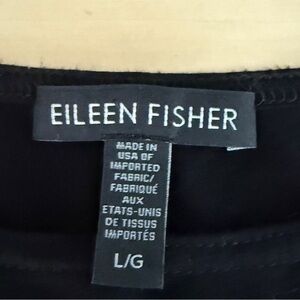 EILEEN FISHER
MADE IN
USA OF
IMPORTED
FABRIC/
FABRIQUÉ
AUX
ETATS-UNIS
DE TISSUS
IMPORTÉS
L/G